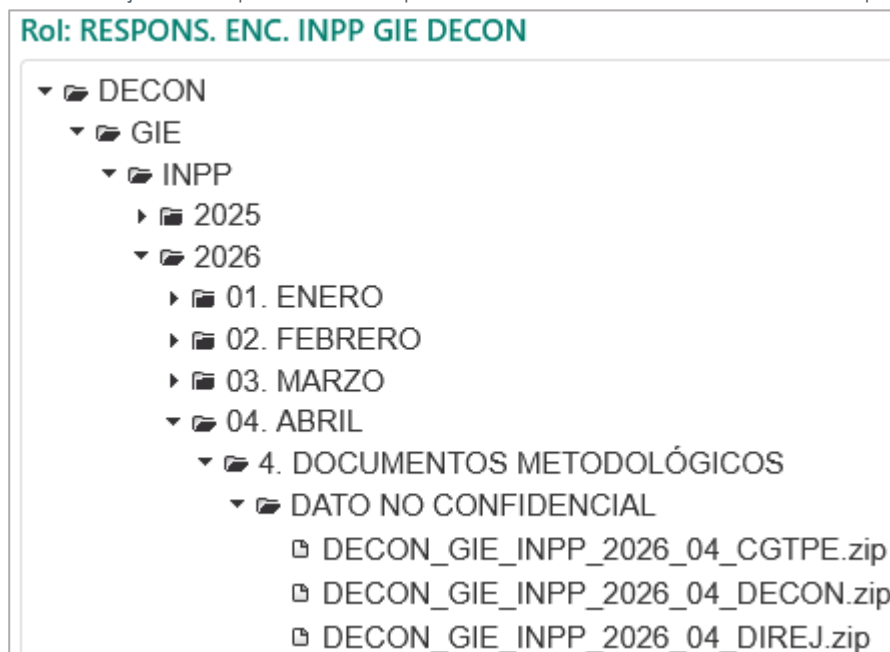 Rol: RESPONS. ENC. INPP GIE DECON
DECON
GIE
INPP
2025
2026
01. ENERO
02. FEBRERO
03. MARZO
04. ABRIL
4. DOCUMENTOS METODOLÓGICOS
DATO NO CONFIDENCIAL
DECON_GIE_INPP_2026_04_CGTPE.zip
DECON_GIE_INPP_2026_04_DECON.zip
DECON_GIE_INPP_2026_04_DIREJ.zip